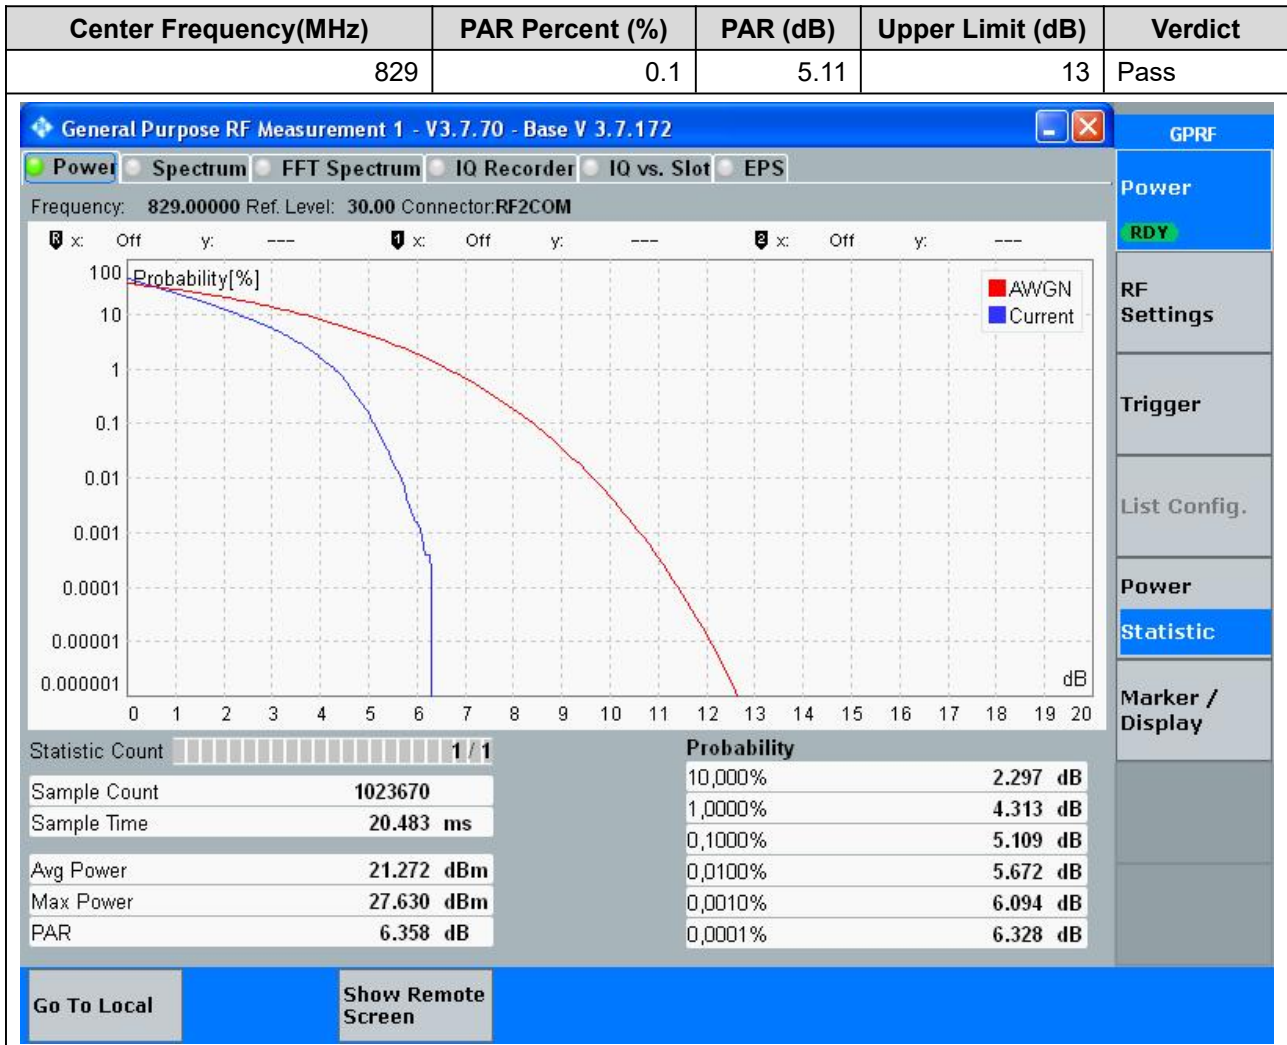 Center Frequency(MHz) PAR Percent (%) PAR (dB) Upper Limit (dB) Verdict
829 0.1 5.11 13 Pass
General Purpose RF Measurement 1 - V3.7.70 - Base V 3.7.172
GPRF
Power Spectrum FFT Spectrum IQ Recorder IQ vs. Slot EPS
Power
RDY
Frequency: 829.00000 Ref. Level: 30.00 Connector:RF2COM
R x: Off y: --- 1 x: Off y: --- 2 x: Off y: ---
Probability[%]
AWGN
Current
100
10
1
0.1
0.01
0.001
0.0001
0.00001
0.000001
dB
0 1 2 3 4 5 6 7 8 9 10 11 12 13 14 15 16 17 18 19 20
RF
Settings
Trigger
List Config.
Power
Statistic
Marker /
Display
Statistic Count 1 / 1
Sample Count 1023670
Sample Time 20.483 ms
Avg Power 21.272 dBm
Max Power 27.630 dBm
PAR 6.358 dB
Probability
10,000% 2.297 dB
1,0000% 4.313 dB
0,1000% 5.109 dB
0,0100% 5.672 dB
0,0010% 6.094 dB
0,0001% 6.328 dB
Go To Local
Show Remote
Screen